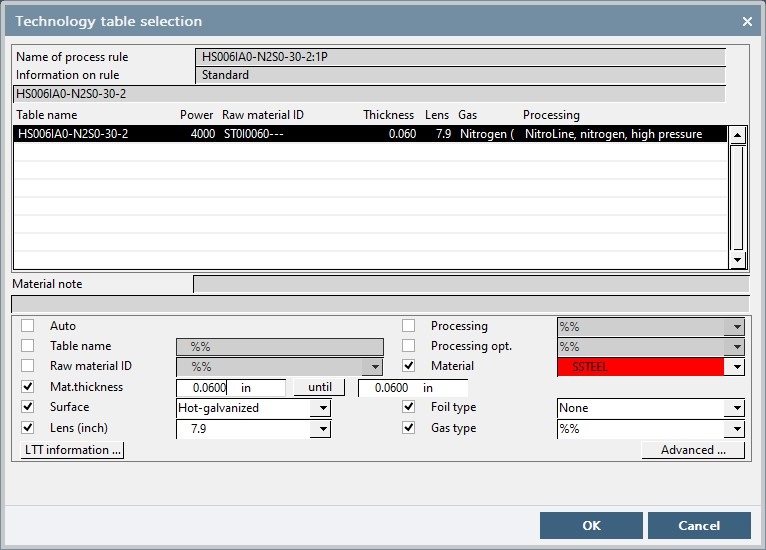 Technology table selection
Name of process rule HS006IA0-N2S0-30-2:1P
Information on rule Standard
HS006IA0-N2S0-30-2
Table name Power Raw material ID Thickness Lens Gas Processing
HS006IA0-N2S0-30-2 4000 ST0I0060--- 0.060 7.9 Nitrogen ( NitroLine, nitrogen, high pressure
Material note
Auto Processing %%
Table name %% Processing opt. %%
Raw material ID %% Material SSTEEL
Mat.thickness 0.0600 in until 0.0600 in
Surface Hot-galvanized Foil type None
Lens (inch) 7.9 Gas type %%
LTT information ... Advanced ...
OK Cancel